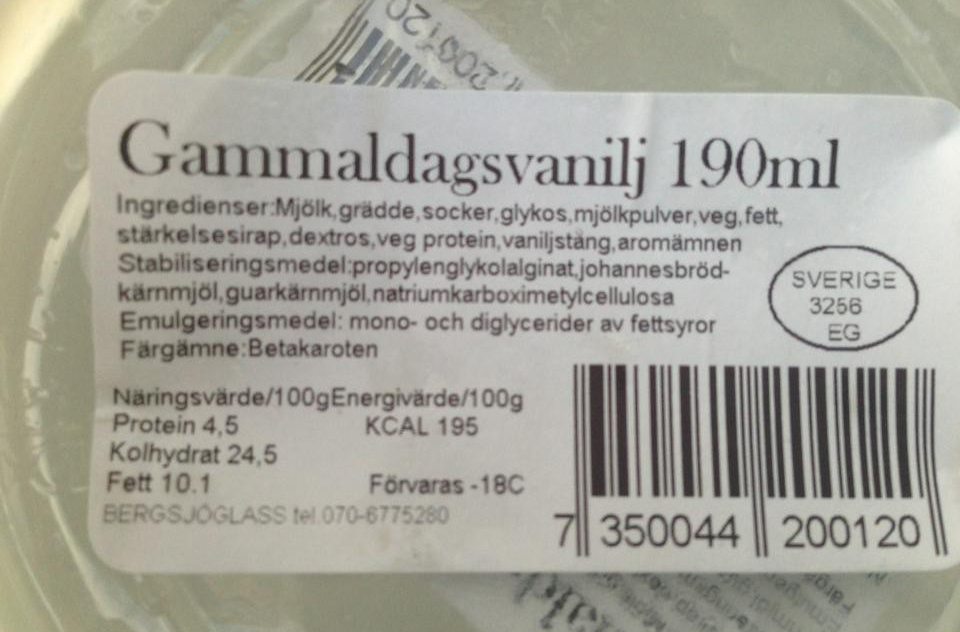 Gammaldagsvanilj 190ml
Ingredienser:Mjölk,grädde,socker,glykos,mjölkpulver,veg,fett,
stärkelsesirap,dextros,veg protein,vaniljstång,aromämnen
Stabiliseringsmedel:propylenglykolalginat,johannesbröd-
kärnmjöl,guarkärnmjöl,natriumkarboximetylcellulosa
Emulgeringsmedel: mono- och diglycerider av fettsyror
Färgämne:Betakaroten
SVERIGE
3256
EG
Näringsvärde/100gEnergivärde/100g
Protein 4,5 KCAL 195
Kolhydrat 24,5
Fett 10.1 Förvaras -18C
BERGSJÖGLASS tel.070-6775280
7 350044 200120